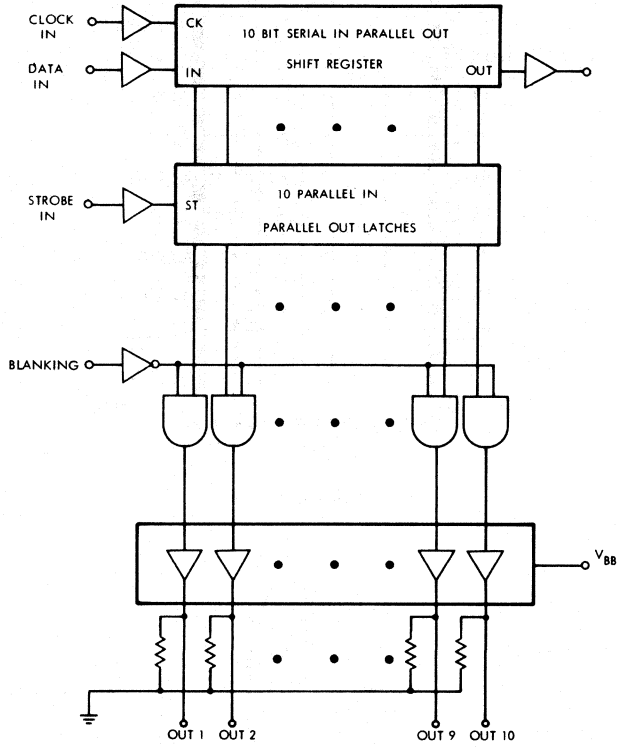 CLOCK
IN
CK
10 BIT SERIAL IN PARALLEL OUT
SHIFT REGISTER
DATA
IN
IN
OUT
STROBE
IN
ST
10 PARALLEL IN
PARALLEL OUT LATCHES
BLANKING
VBB
OUT 1
OUT 2
OUT 9
OUT 10